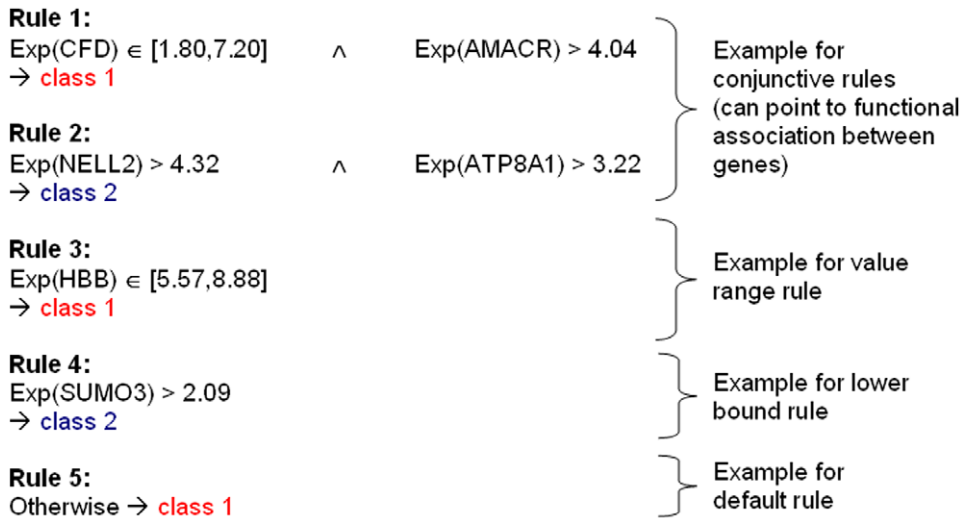 Rule 1:
Exp(CFD) ∈ [1.80,7.20] ∧ Exp(AMACR) > 4.04
→ class 1
Example for
conjunctive rules
(can point to functional
association between
genes)
Rule 2:
Exp(NELL2) > 4.32 ∧ Exp(ATP8A1) > 3.22
→ class 2
Rule 3:
Exp(HBB) ∈ [5.57,8.88]
→ class 1
Example for value
range rule
Rule 4:
Exp(SUMO3) > 2.09
→ class 2
Example for lower
bound rule
Rule 5:
Otherwise → class 1
Example for
default rule